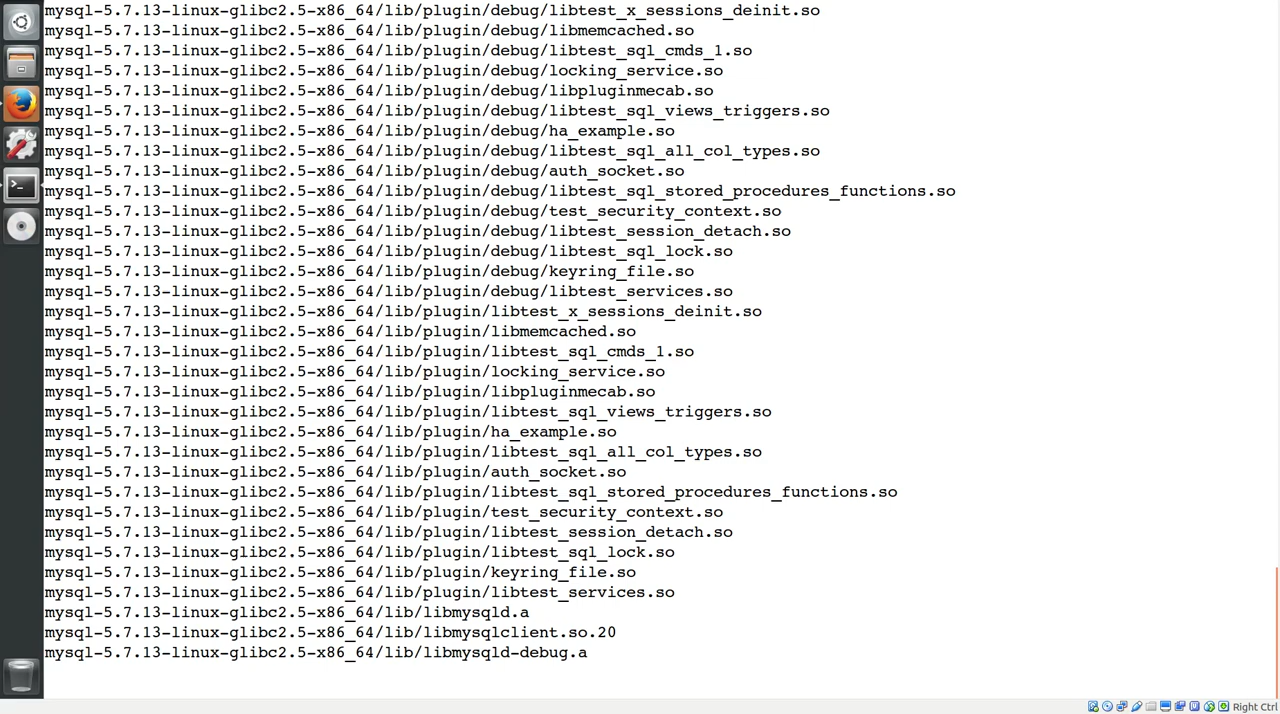 mysql-5.7.13-linux-glibc2.5-x86_64/lib/plugin/debug/libtest_x_sessions_deinit.so
mysql-5.7.13-linux-glibc2.5-x86_64/lib/plugin/debug/libmemcached.so
mysql-5.7.13-linux-glibc2.5-x86_64/lib/plugin/debug/libtest_sql_cmds_1.so
mysql-5.7.13-linux-glibc2.5-x86_64/lib/plugin/debug/locking_service.so
mysql-5.7.13-linux-glibc2.5-x86_64/lib/plugin/debug/libpluginmecab.so
mysql-5.7.13-linux-glibc2.5-x86_64/lib/plugin/debug/libtest_sql_views_triggers.so
mysql-5.7.13-linux-glibc2.5-x86_64/lib/plugin/debug/ha_example.so
mysql-5.7.13-linux-glibc2.5-x86_64/lib/plugin/debug/libtest_sql_all_col_types.so
mysql-5.7.13-linux-glibc2.5-x86_64/lib/plugin/debug/auth_socket.so
mysql-5.7.13-linux-glibc2.5-x86_64/lib/plugin/debug/libtest_sql_stored_procedures_functions.so
mysql-5.7.13-linux-glibc2.5-x86_64/lib/plugin/debug/test_security_context.so
mysql-5.7.13-linux-glibc2.5-x86_64/lib/plugin/debug/libtest_session_detach.so
mysql-5.7.13-linux-glibc2.5-x86_64/lib/plugin/debug/libtest_sql_lock.so
mysql-5.7.13-linux-glibc2.5-x86_64/lib/plugin/debug/keyring_file.so
mysql-5.7.13-linux-glibc2.5-x86_64/lib/plugin/debug/libtest_services.so
mysql-5.7.13-linux-glibc2.5-x86_64/lib/plugin/libtest_x_sessions_deinit.so
mysql-5.7.13-linux-glibc2.5-x86_64/lib/plugin/libmemcached.so
mysql-5.7.13-linux-glibc2.5-x86_64/lib/plugin/libtest_sql_cmds_1.so
mysql-5.7.13-linux-glibc2.5-x86_64/lib/plugin/locking_service.so
mysql-5.7.13-linux-glibc2.5-x86_64/lib/plugin/libpluginmecab.so
mysql-5.7.13-linux-glibc2.5-x86_64/lib/plugin/libtest_sql_views_triggers.so
mysql-5.7.13-linux-glibc2.5-x86_64/lib/plugin/ha_example.so
mysql-5.7.13-linux-glibc2.5-x86_64/lib/plugin/libtest_sql_all_col_types.so
mysql-5.7.13-linux-glibc2.5-x86_64/lib/plugin/auth_socket.so
mysql-5.7.13-linux-glibc2.5-x86_64/lib/plugin/libtest_sql_stored_procedures_functions.so
mysql-5.7.13-linux-glibc2.5-x86_64/lib/plugin/test_security_context.so
mysql-5.7.13-linux-glibc2.5-x86_64/lib/plugin/libtest_session_detach.so
mysql-5.7.13-linux-glibc2.5-x86_64/lib/plugin/libtest_sql_lock.so
mysql-5.7.13-linux-glibc2.5-x86_64/lib/plugin/keyring_file.so
mysql-5.7.13-linux-glibc2.5-x86_64/lib/plugin/libtest_services.so
mysql-5.7.13-linux-glibc2.5-x86_64/lib/libmysqld.a
mysql-5.7.13-linux-glibc2.5-x86_64/lib/libmysqlclient.so.20
mysql-5.7.13-linux-glibc2.5-x86_64/lib/libmysqld-debug.a
Right Ctrl